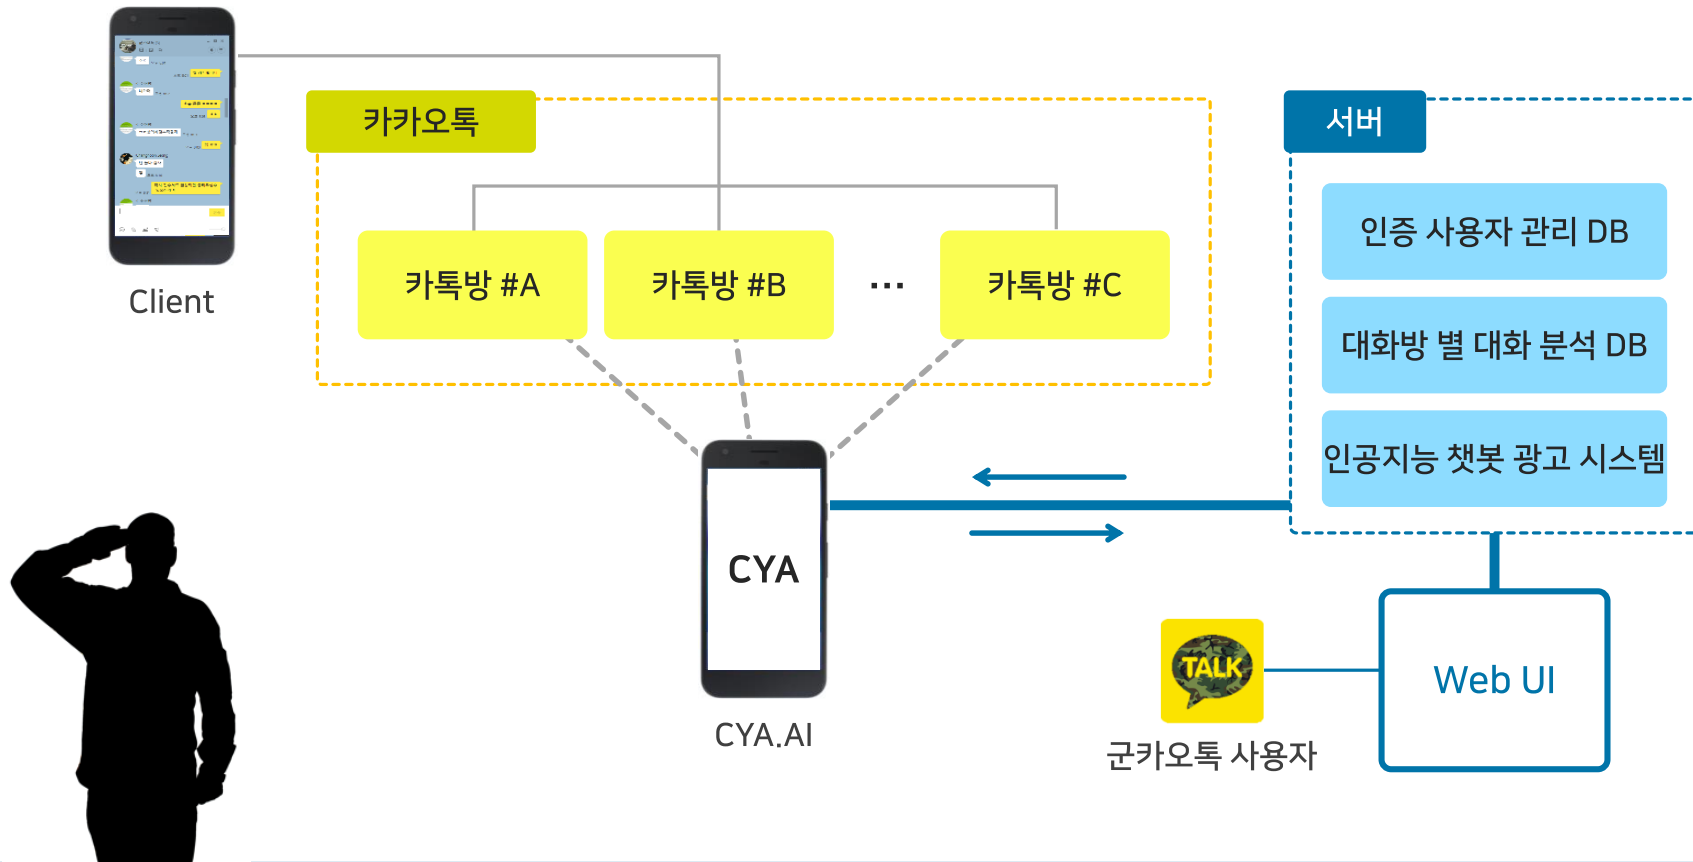 카카오톡
서버
카톡방 #A
카톡방 #B
...
카톡방 #C
Client
인증 사용자 관리 DB
대화방 별 대화 분석 DB
인공지능 챗봇 광고 시스템
CYA
CYA.AI
TALK
군카오톡 사용자
Web UI